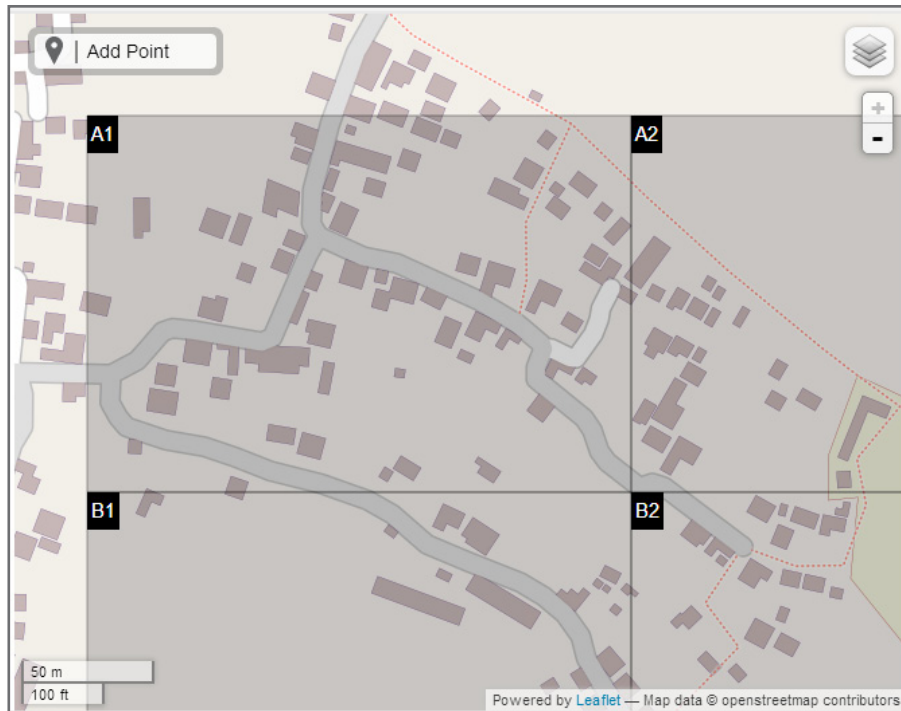 | Add Point
+
-
A1
A2
B1
B2
50 m
100 ft
Powered by Leaflet — Map data © openstreetmap contributors